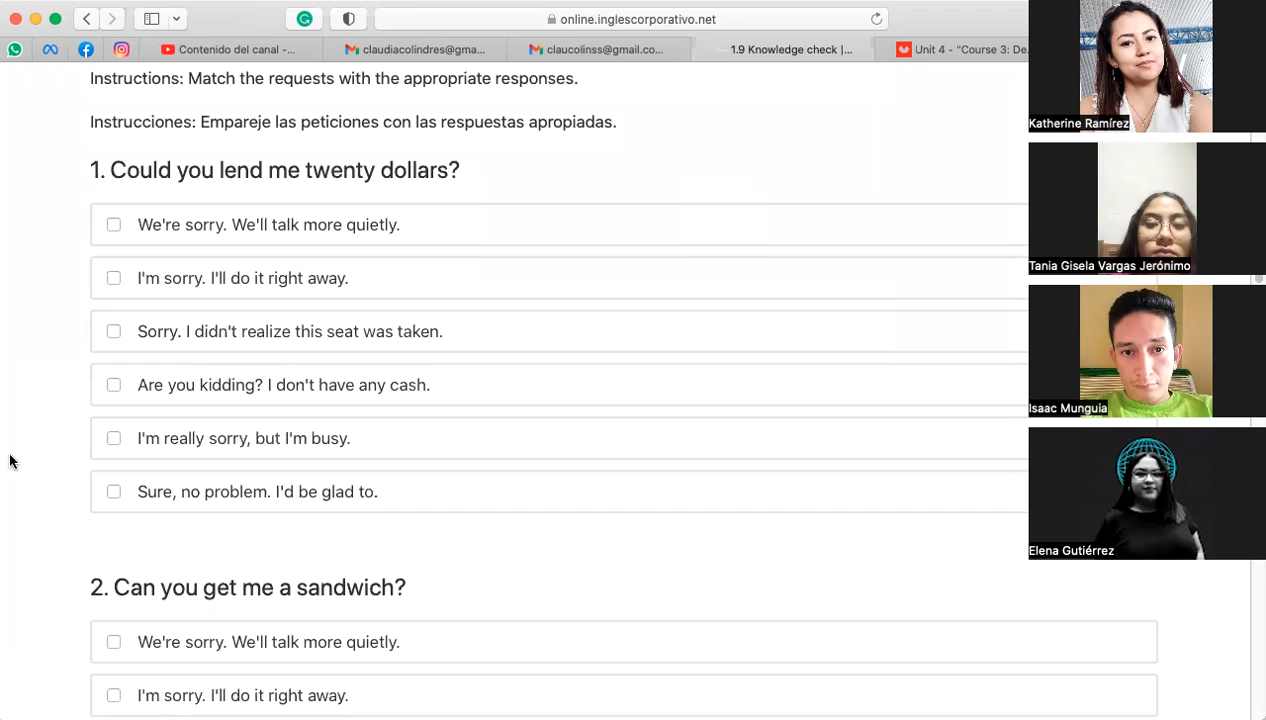 online.inglescorporativo.net
Contenido del canal -...
claudiacolindres@gma...
claucolinss@gmail.co...
1.9 Knowledge check |...
Unit 4 - "Course 3: De.
Instructions: Match the requests with the appropriate responses.
Instrucciones: Empareje las peticiones con las respuestas apropiadas.
1. Could you lend me twenty dollars?
We're sorry. We'll talk more quietly.
I'm sorry. I'll do it right away.
Sorry. I didn't realize this seat was taken.
Are you kidding? I don't have any cash.
I'm really sorry, but I'm busy.
Sure, no problem. I'd be glad to.
2. Can you get me a sandwich?
We're sorry. We'll talk more quietly.
I'm sorry. I'll do it right away.
Katherine Ramírez
Tania Gisela Vargas Jerónimo
Isaac Munguia
Elena Gutiérrez